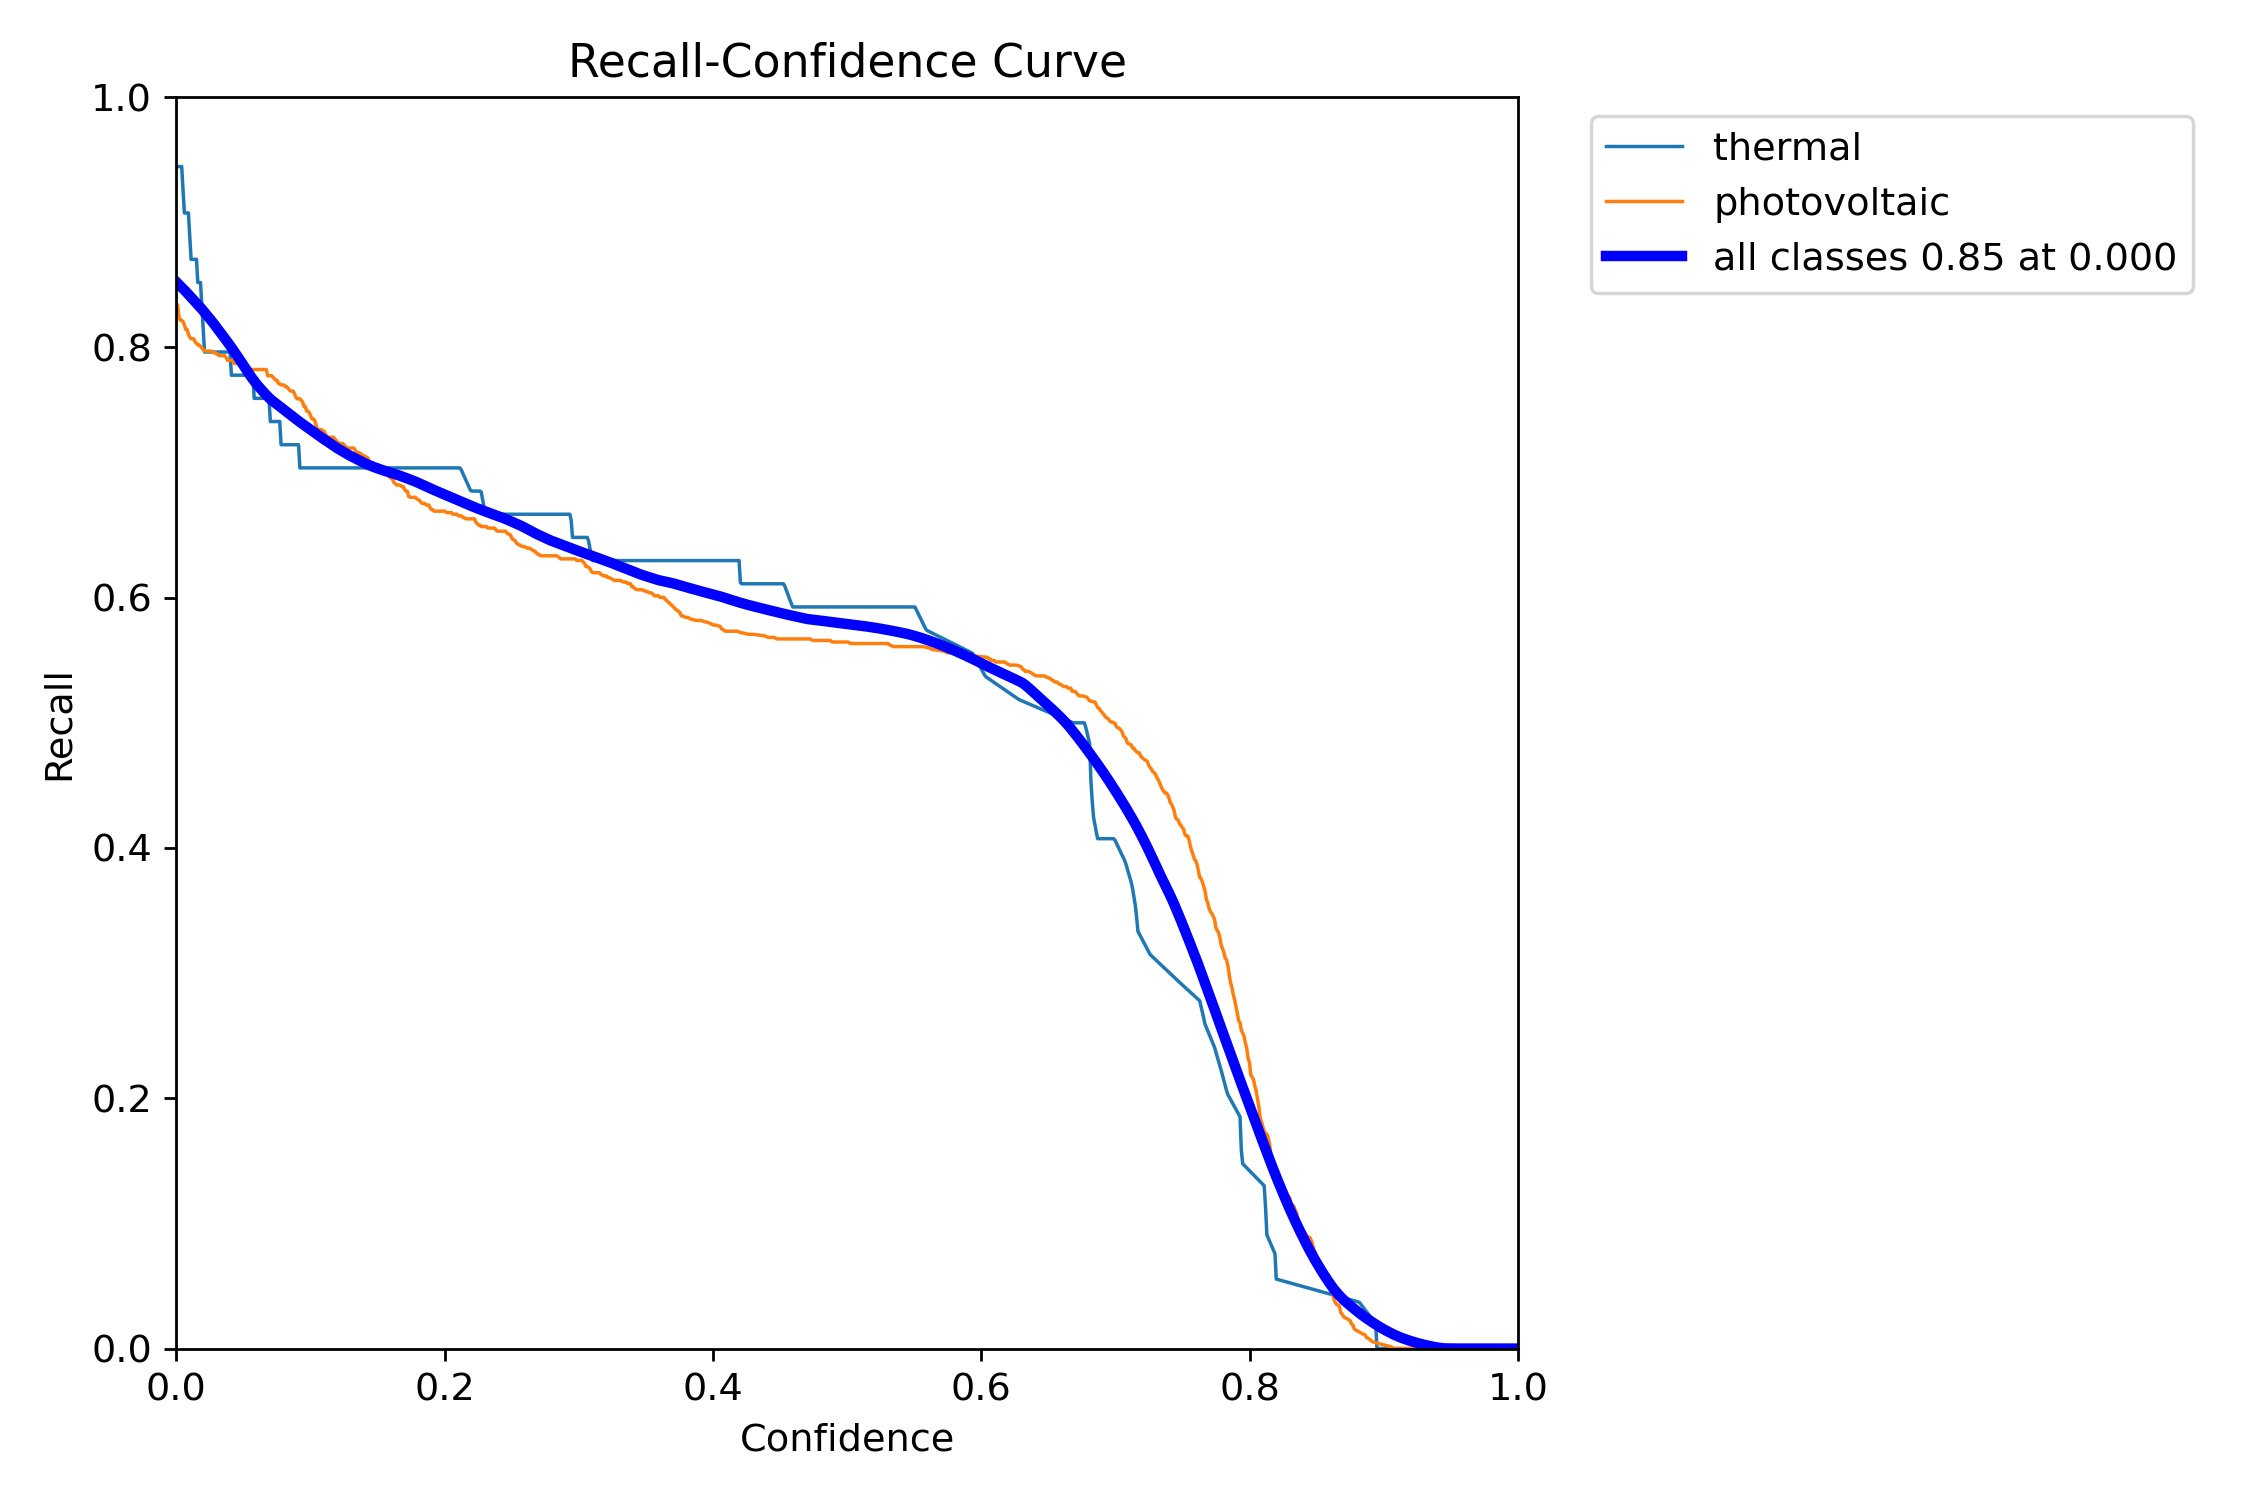 Recall-Confidence Curve
1.0
0.8
0.6
0.4
0.2
0.0
Recall
0.0 0.2 0.4 0.6 0.8 1.0
Confidence
thermal
photovoltaic
all classes 0.85 at 0.000